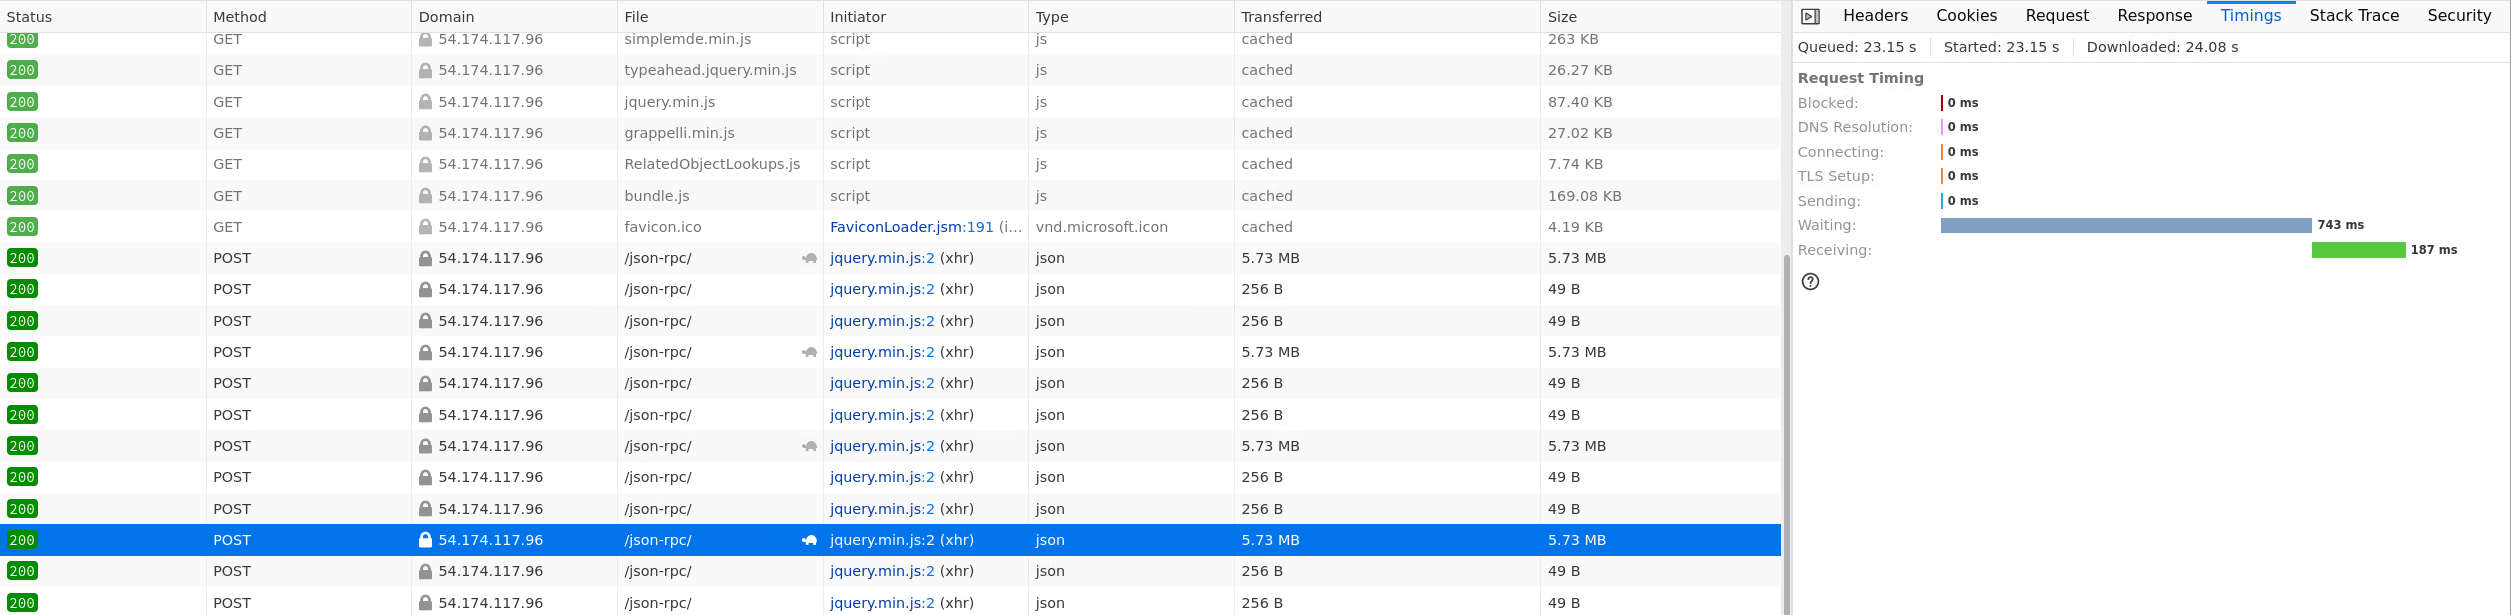 Status Method Domain File Initiator Type Transferred Size
200 GET 54.174.117.96 simplemde.min.js script js cached 263 KB
200 GET 54.174.117.96 typeahead.jquery.min.js script js cached 26.27 KB
200 GET 54.174.117.96 jquery.min.js script js cached 87.40 KB
200 GET 54.174.117.96 grappelli.min.js script js cached 27.02 KB
200 GET 54.174.117.96 RelatedObjectLookups.js script js cached 7.74 KB
200 GET 54.174.117.96 bundle.js script js cached 169.08 KB
200 GET 54.174.117.96 favicon.ico FaviconLoader.jsm:191 (i… vnd.microsoft.icon cached 4.19 KB
200 POST 54.174.117.96 /json-rpc/ jquery.min.js:2 (xhr) json 5.73 MB 5.73 MB
200 POST 54.174.117.96 /json-rpc/ jquery.min.js:2 (xhr) json 256 B 49 B
200 POST 54.174.117.96 /json-rpc/ jquery.min.js:2 (xhr) json 256 B 49 B
200 POST 54.174.117.96 /json-rpc/ jquery.min.js:2 (xhr) json 5.73 MB 5.73 MB
200 POST 54.174.117.96 /json-rpc/ jquery.min.js:2 (xhr) json 256 B 49 B
200 POST 54.174.117.96 /json-rpc/ jquery.min.js:2 (xhr) json 256 B 49 B
200 POST 54.174.117.96 /json-rpc/ jquery.min.js:2 (xhr) json 5.73 MB 5.73 MB
200 POST 54.174.117.96 /json-rpc/ jquery.min.js:2 (xhr) json 256 B 49 B
200 POST 54.174.117.96 /json-rpc/ jquery.min.js:2 (xhr) json 256 B 49 B
200 POST 54.174.117.96 /json-rpc/ jquery.min.js:2 (xhr) json 5.73 MB 5.73 MB
200 POST 54.174.117.96 /json-rpc/ jquery.min.js:2 (xhr) json 256 B 49 B
200 POST 54.174.117.96 /json-rpc/ jquery.min.js:2 (xhr) json 256 B 49 B
Headers Cookies Request Response Timings Stack Trace Security
Queued: 23.15 s Started: 23.15 s Downloaded: 24.08 s
Request Timing
Blocked: 0 ms
DNS Resolution: 0 ms
Connecting: 0 ms
TLS Setup: 0 ms
Sending: 0 ms
Waiting: 743 ms
Receiving: 187 ms